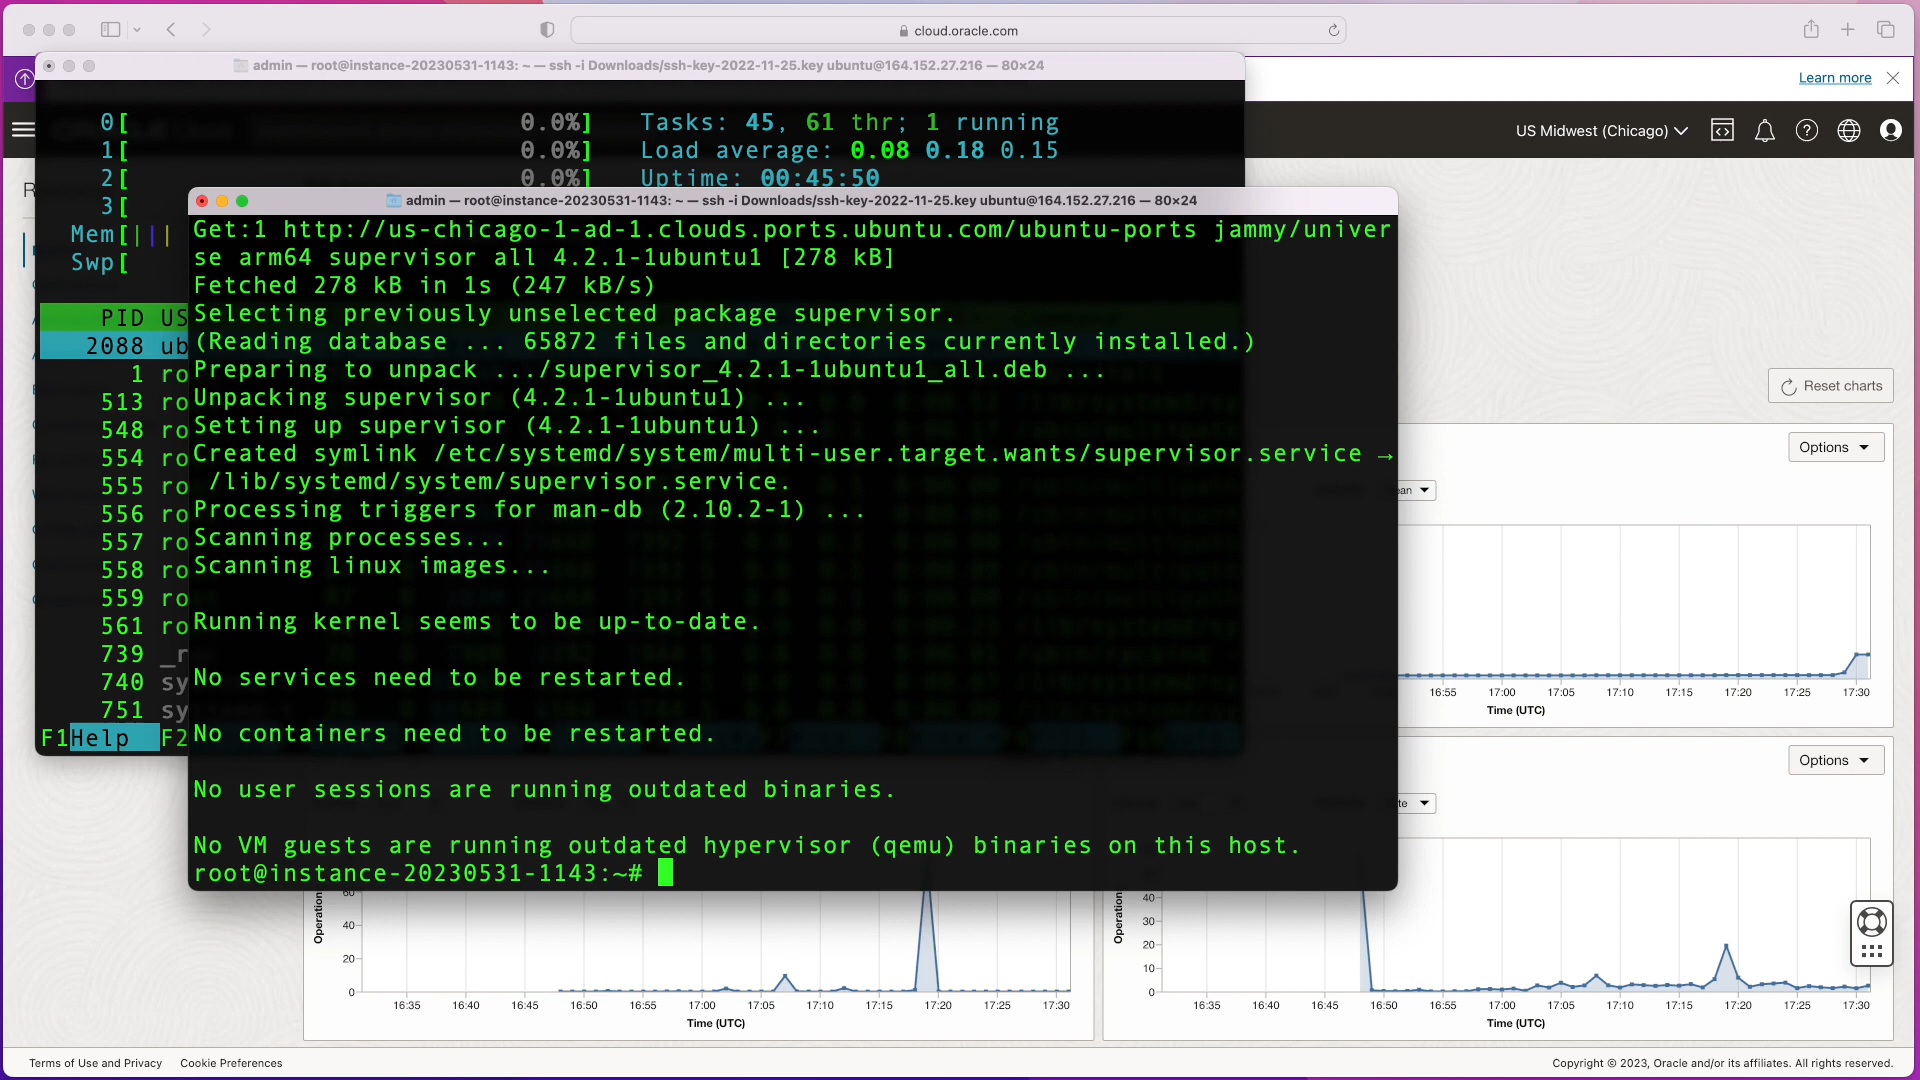 cloud.oracle.com
admin — root@instance-20230531-1143: ~ — ssh -i Downloads/ssh-key-2022-11-25.key ubuntu@164.152.27.216 — 80×24
Learn more
US Midwest (Chicago)
0[ 0.0%] Tasks: 45, 61 thr; 1 running
1[ 0.0%] Load average: 0.08 0.18 0.15
2[ 0.0%] Uptime: 00:45:50
3[
Mem[|||
Swp[
PID US
2088 ub
1 ro
513 ro
548 ro
554 ro
555 ro
556 ro
557 ro
558 ro
559 ro
561 ro
739 _r
740 sy
751 sy
F1Help F2
admin — root@instance-20230531-1143: ~ — ssh -i Downloads/ssh-key-2022-11-25.key ubuntu@164.152.27.216 — 80×24
Get:1 http://us-chicago-1-ad-1.clouds.ports.ubuntu.com/ubuntu-ports jammy/univer
se arm64 supervisor all 4.2.1-1ubuntu1 [278 kB]
Fetched 278 kB in 1s (247 kB/s)
Selecting previously unselected package supervisor.
(Reading database ... 65872 files and directories currently installed.)
Preparing to unpack .../supervisor_4.2.1-1ubuntu1_all.deb ...
Unpacking supervisor (4.2.1-1ubuntu1) ...
Setting up supervisor (4.2.1-1ubuntu1) ...
Created symlink /etc/systemd/system/multi-user.target.wants/supervisor.service →
/lib/systemd/system/supervisor.service.
Processing triggers for man-db (2.10.2-1) ...
Scanning processes...
Scanning linux images...
Running kernel seems to be up-to-date.
No services need to be restarted.
No containers need to be restarted.
No user sessions are running outdated binaries.
No VM guests are running outdated hypervisor (qemu) binaries on this host.
root@instance-20230531-1143:~#
Reset charts
Options
ean
16:55 17:00 17:05 17:10 17:15 17:20 17:25 17:30
Time (UTC)
Options
te
Operation
60
40
20
0
16:35 16:40 16:45 16:50 16:55 17:00 17:05 17:10 17:15 17:20 17:25 17:30
Time (UTC)
Operation
40
30
20
10
0
16:35 16:40 16:45 16:50 16:55 17:00 17:05 17:10 17:15 17:20 17:25 17:30
Time (UTC)
Terms of Use and Privacy Cookie Preferences
Copyright © 2023, Oracle and/or its affiliates. All rights reserved.